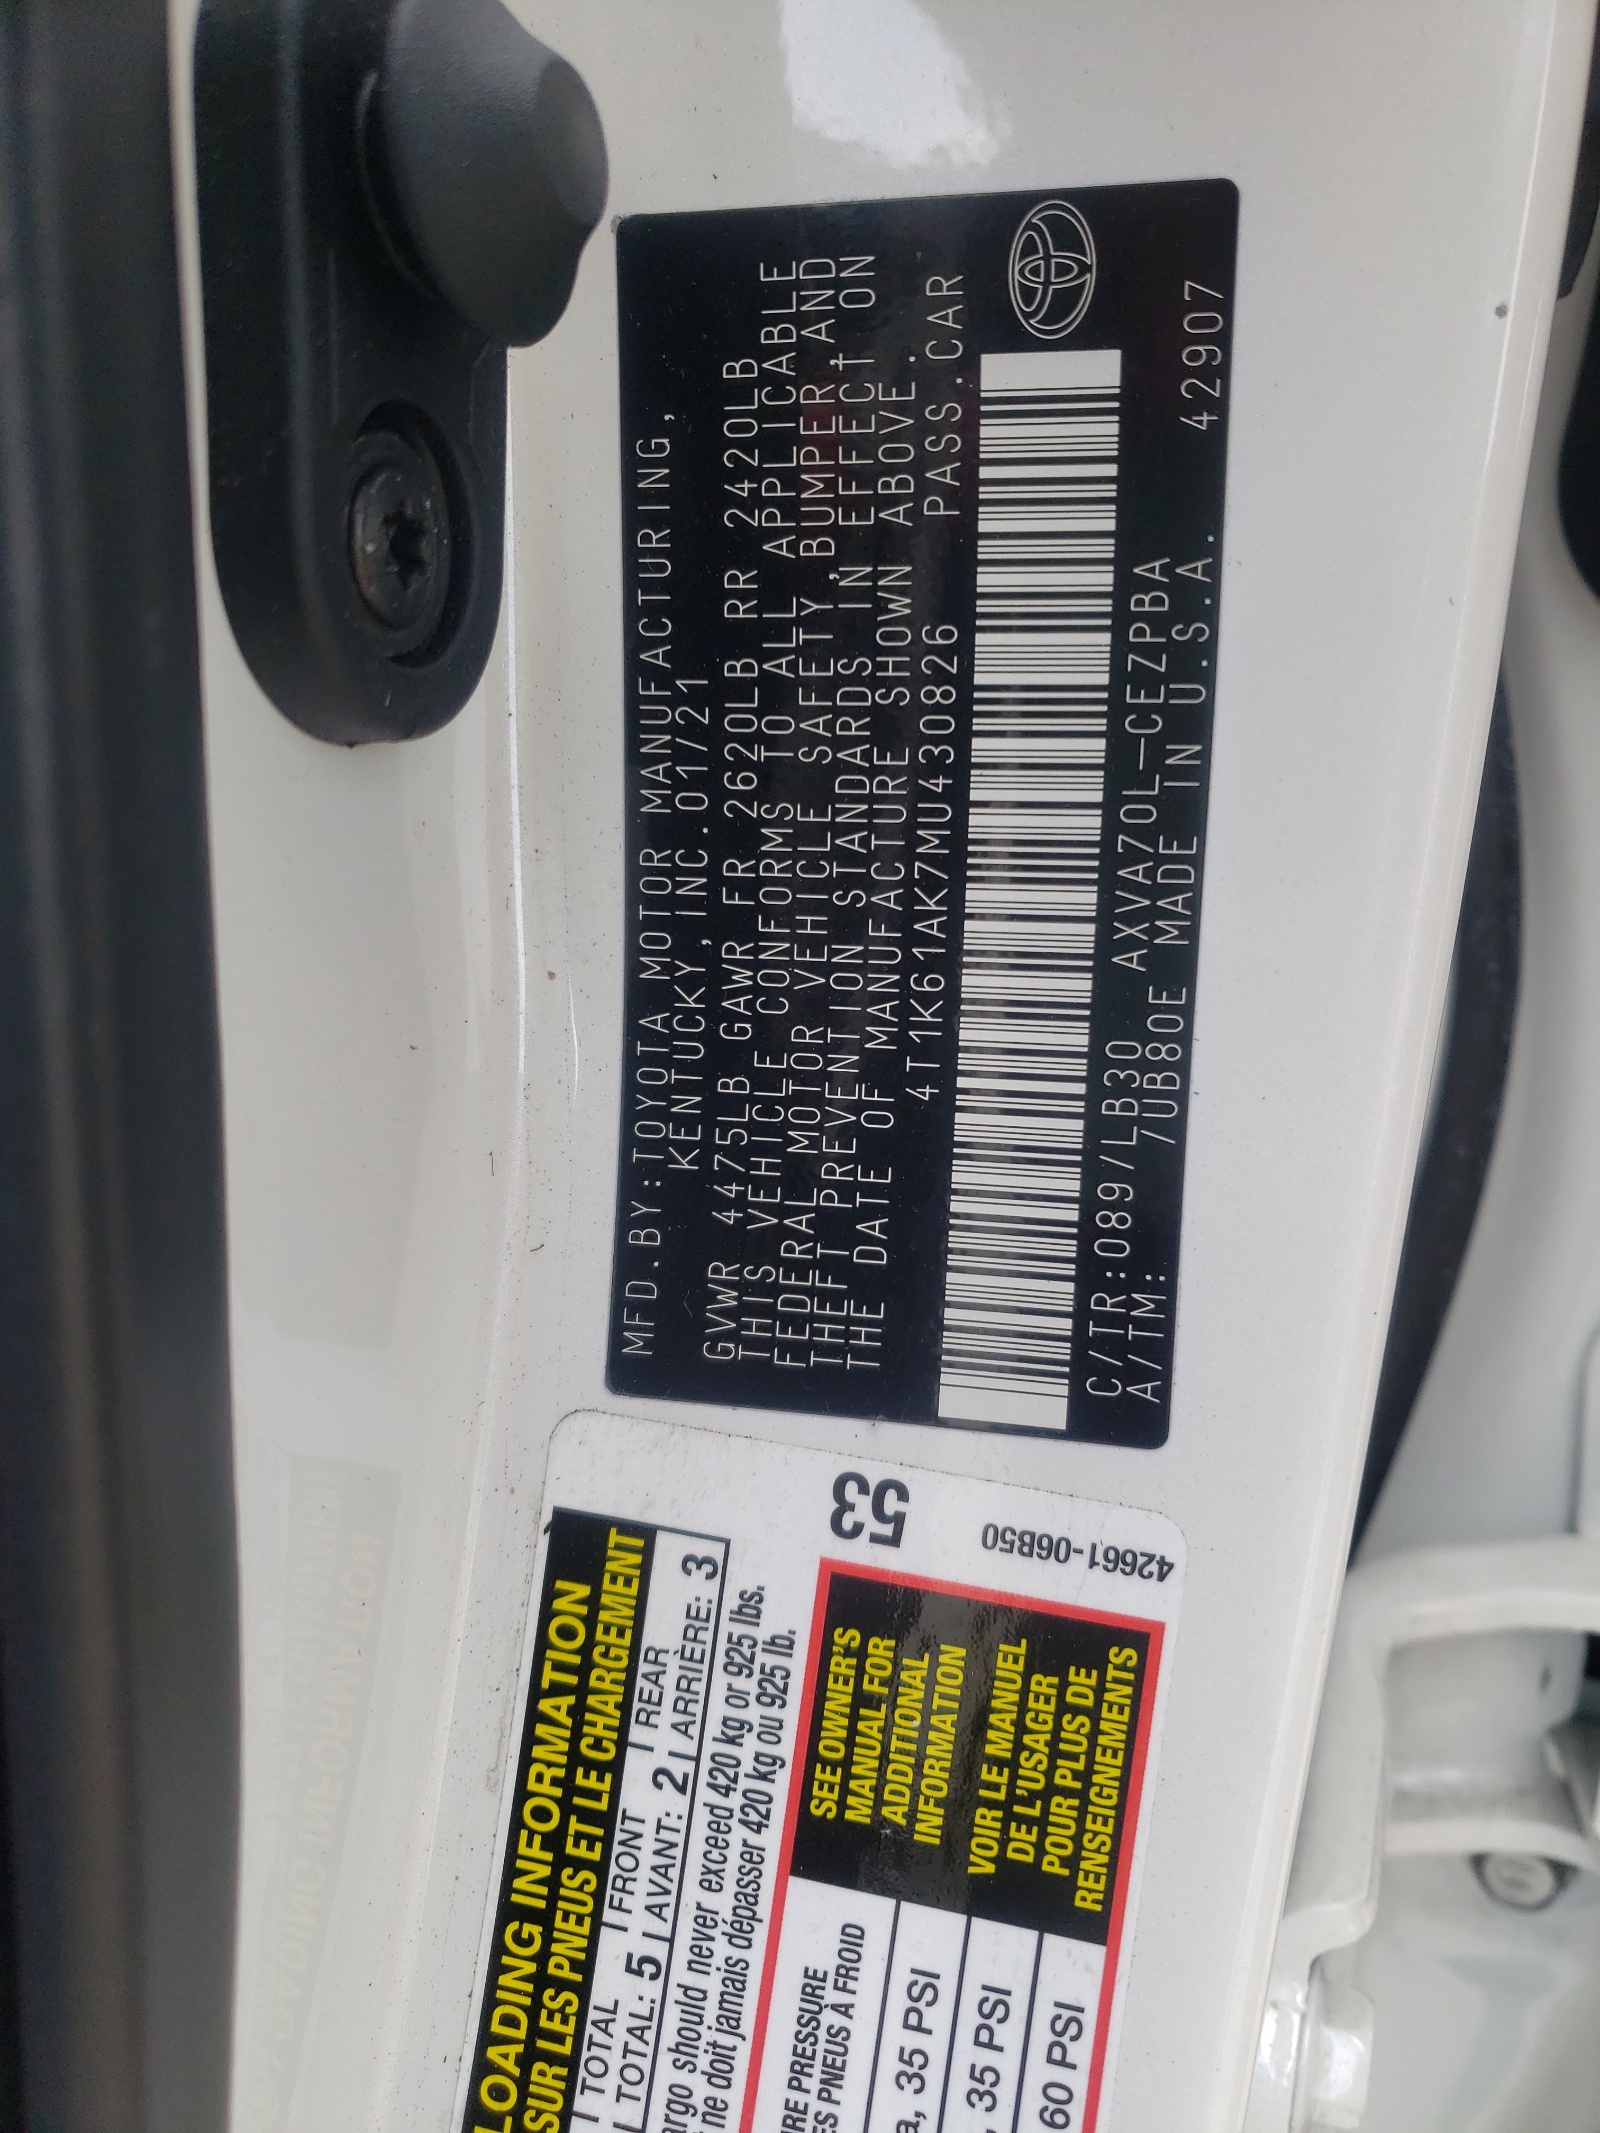 MFD.BY:TOYOTA MOTOR MANUFACTURING,
KENTUCKY, INC. 01/21
GVWR 4475LB GAWR FR 2620LB RR 2420LB
THIS VEHICLE CONFORMS TO ALL APPLICABLE
FEDERAL MOTOR VEHICLE SAFETY, BUMPER, AND
THEFT PREVENTION STANDARDS IN EFFECT ON
THE DATE OF MANUFACTURE SHOWN ABOVE.
4T1K61AK7MU430826 PASS.CAR
C/TR:089/LB30 AXVA70L-CEZPBA
A/TM: 7UB80E MADE IN U.S.A. 42907
LOADING INFORMATION
SUR LES PNEUS ET LE CHARGEMENT
TOTAL FRONT REAR
TOTAL: 5 AVANT: 2 ARRIÈRE: 3
should never exceed 420 kg or 925 lbs.
ne doit jamais dépasser 420 kg ou 925 lb.
53
42661-06B50
PRESSURE
PNEUS À FROID
35 PSI
35 PSI
60 PSI
SEE OWNER'S
MANUAL FOR
ADDITIONAL
INFORMATION
VOIR LE MANUEL
DE L'USAGER
POUR PLUS DE
RENSEIGNEMENTS